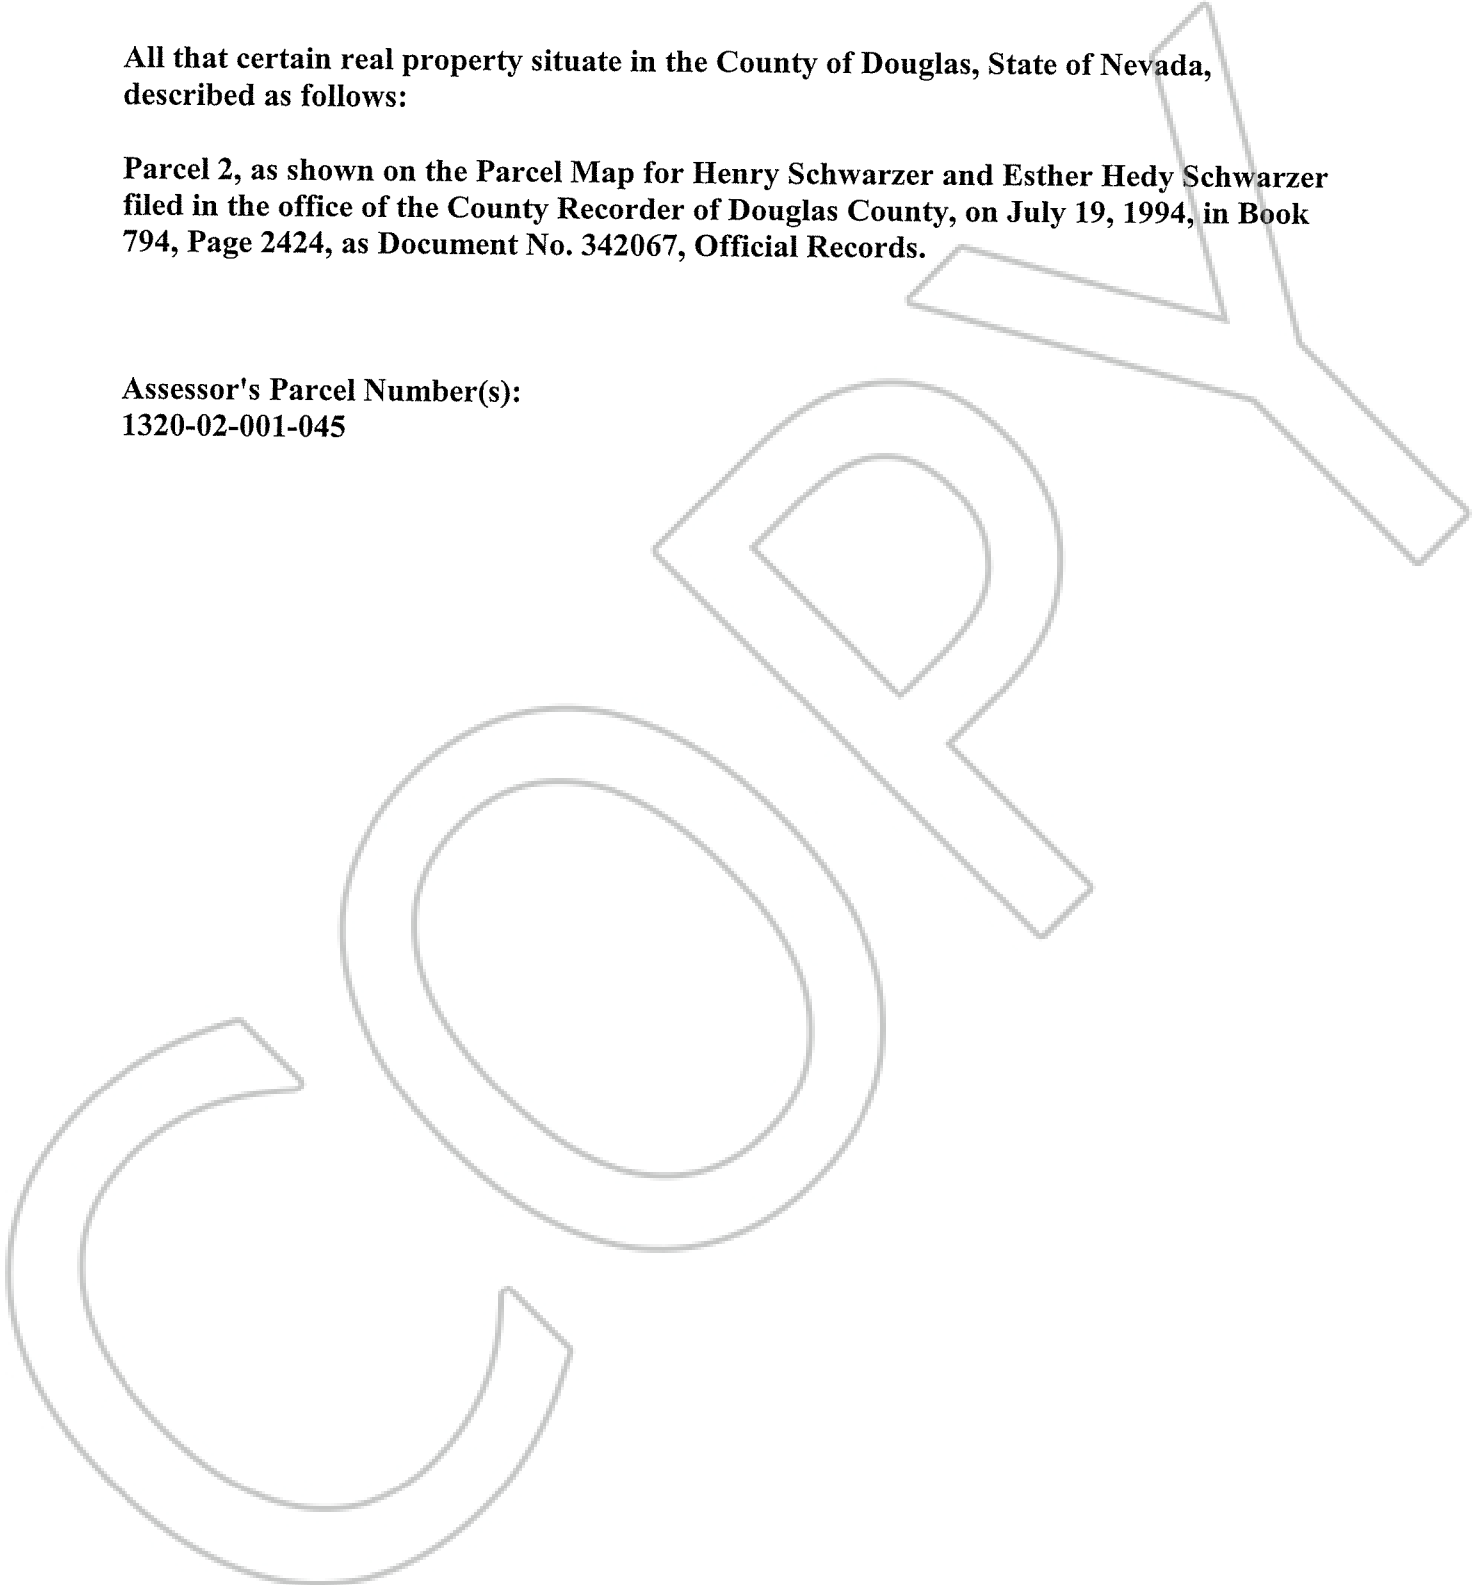 All that certain real property situate in the County of Douglas, State of Nevada,
described as follows:
Parcel 2, as shown on the Parcel Map for Henry Schwarzer and Esther Hedy Schwarzer
filed in the office of the County Recorder of Douglas County, on July 19, 1994, in Book
794, Page 2424, as Document No. 342067, Official Records.
Assessor's Parcel Number(s):
1320-02-001-045
COPY